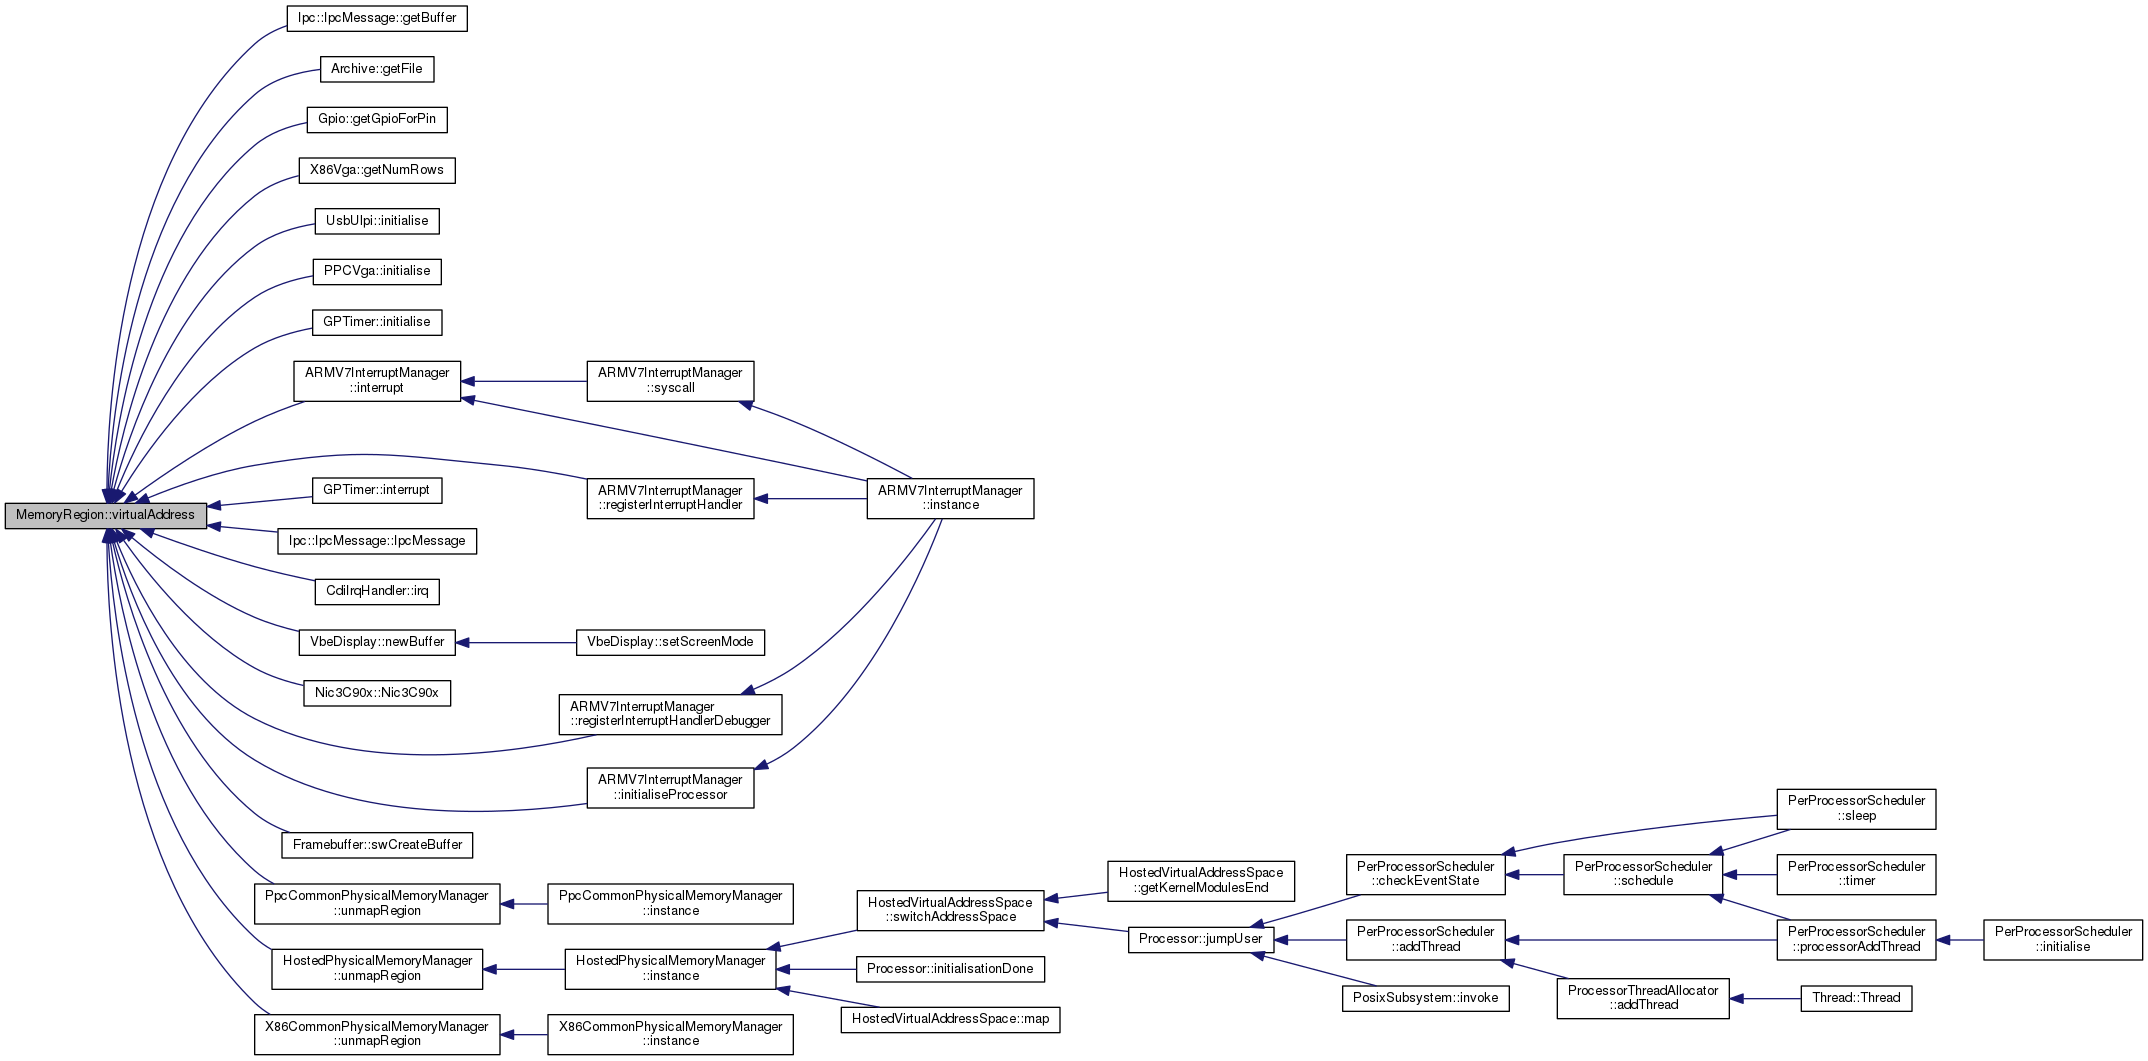 Ipc::IpcMessage::getBuffer
Archive::getFile
Gpio::getGpioForPin
X86Vga::getNumRows
UsbUlpi::initialise
PPCVga::initialise
GPTimer::initialise
ARMV7InterruptManager
::interrupt
ARMV7InterruptManager
::syscall
GPTimer::interrupt
ARMV7InterruptManager
::registerInterruptHandler
ARMV7InterruptManager
::instance
MemoryRegion::virtualAddress
Ipc::IpcMessage::IpcMessage
CdiIrqHandler::irq
VbeDisplay::newBuffer
VbeDisplay::setScreenMode
Nic3C90x::Nic3C90x
ARMV7InterruptManager
::registerInterruptHandlerDebugger
ARMV7InterruptManager
::initialiseProcessor
Framebuffer::swCreateBuffer
PpcCommonPhysicalMemoryManager
::unmapRegion
PpcCommonPhysicalMemoryManager
::instance
HostedPhysicalMemoryManager
::unmapRegion
HostedPhysicalMemoryManager
::instance
X86CommonPhysicalMemoryManager
::unmapRegion
X86CommonPhysicalMemoryManager
::instance
HostedVirtualAddressSpace
::switchAddressSpace
Processor::initialisationDone
HostedVirtualAddressSpace::map
HostedVirtualAddressSpace
::getKernelModulesEnd
Processor::jumpUser
PerProcessorScheduler
::checkEventState
PerProcessorScheduler
::addThread
PosixSubsystem::invoke
PerProcessorScheduler
::schedule
ProcessorThreadAllocator
::addThread
PerProcessorScheduler
::sleep
PerProcessorScheduler
::timer
PerProcessorScheduler
::processorAddThread
Thread::Thread
PerProcessorScheduler
::initialise